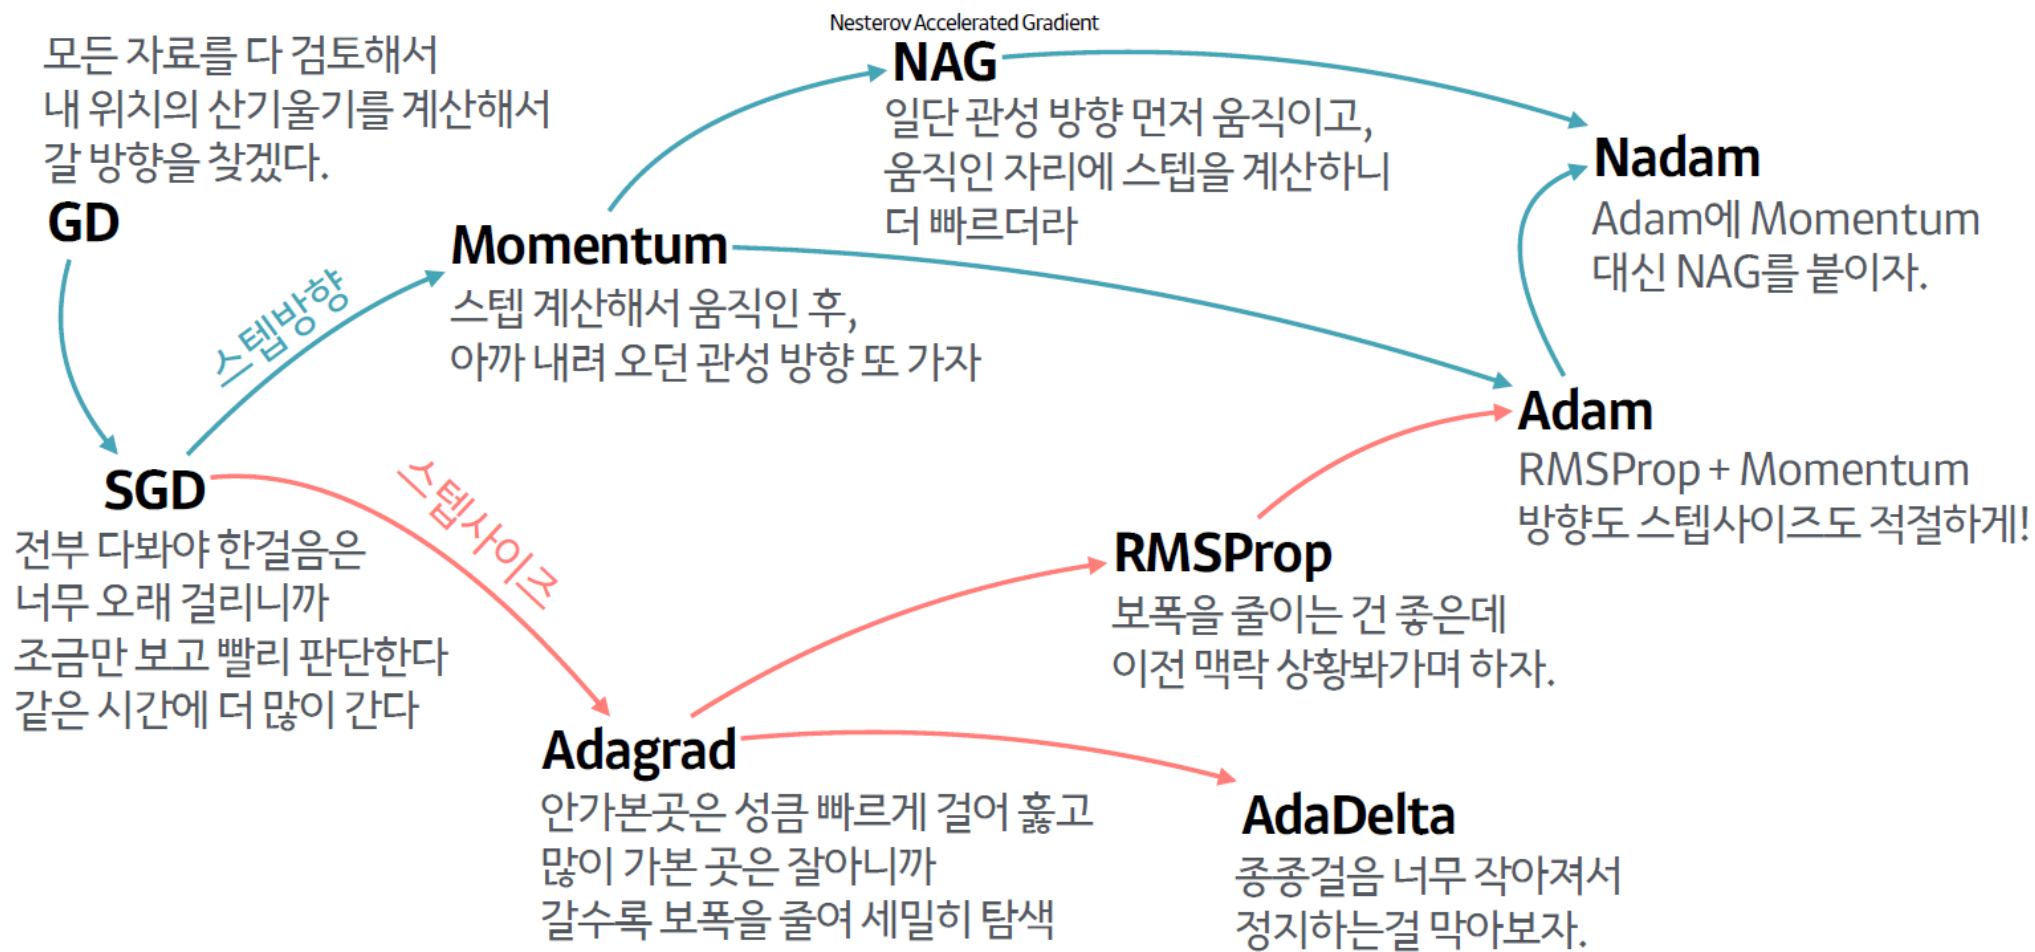 모든 자료를 다 검토해서
내 위치의 산기울기를 계산해서
갈 방향을 찾겠다.
GD
스텝방향
SGD
전부 다봐야 한걸음은
너무 오래 걸리니까
조금만 보고 빨리 판단한다
같은 시간에 더 많이 간다
Momentum
스텝 계산해서 움직인 후,
아까 내려 오던 관성 방향 또 가자
Nesterov Accelerated Gradient
NAG
일단 관성 방향 먼저 움직이고,
움직인 자리에 스텝을 계산하니
더 빠르더라
Nadam
Adam에 Momentum
대신 NAG를 붙이자.
Adam
RMSProp + Momentum
방향도 스텝사이즈도 적절하게!
스텝사이즈
RMSProp
보폭을 줄이는 건 좋은데
이전 맥락 상황봐가며 하자.
Adagrad
안가본곳은 성큼 빠르게 걸어 훓고
많이 가본 곳은 잘아니까
갈수록 보폭을 줄여 세밀히 탐색
AdaDelta
종종걸음 너무 작아져서
정지하는걸 막아보자.